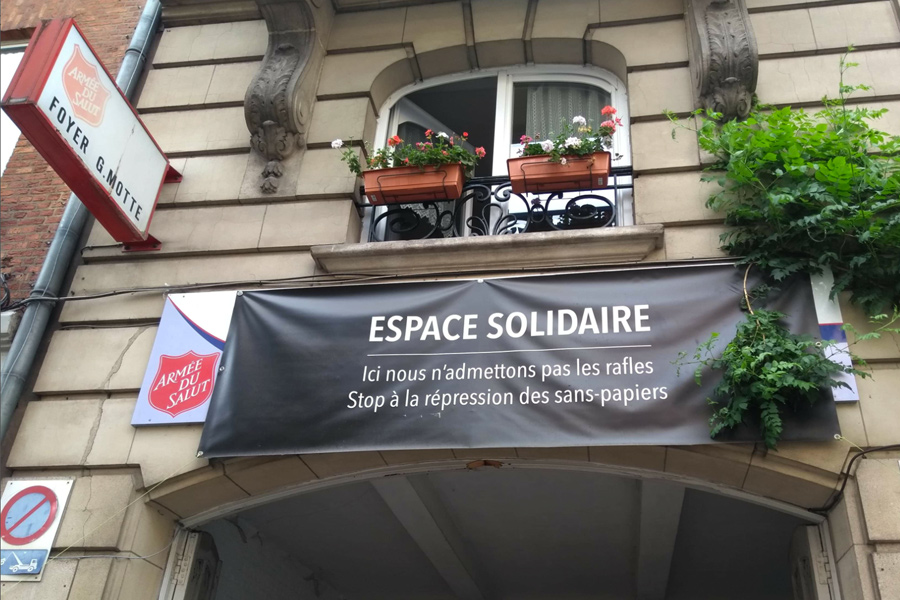 ARMÉE
DU
SALUT
FOYER G.MOTTE
ESPACE SOLIDAIRE
Ici nous n'admettons pas les rafles
Stop à la répression des sans-papiers
ARMÉE
DU
SALUT